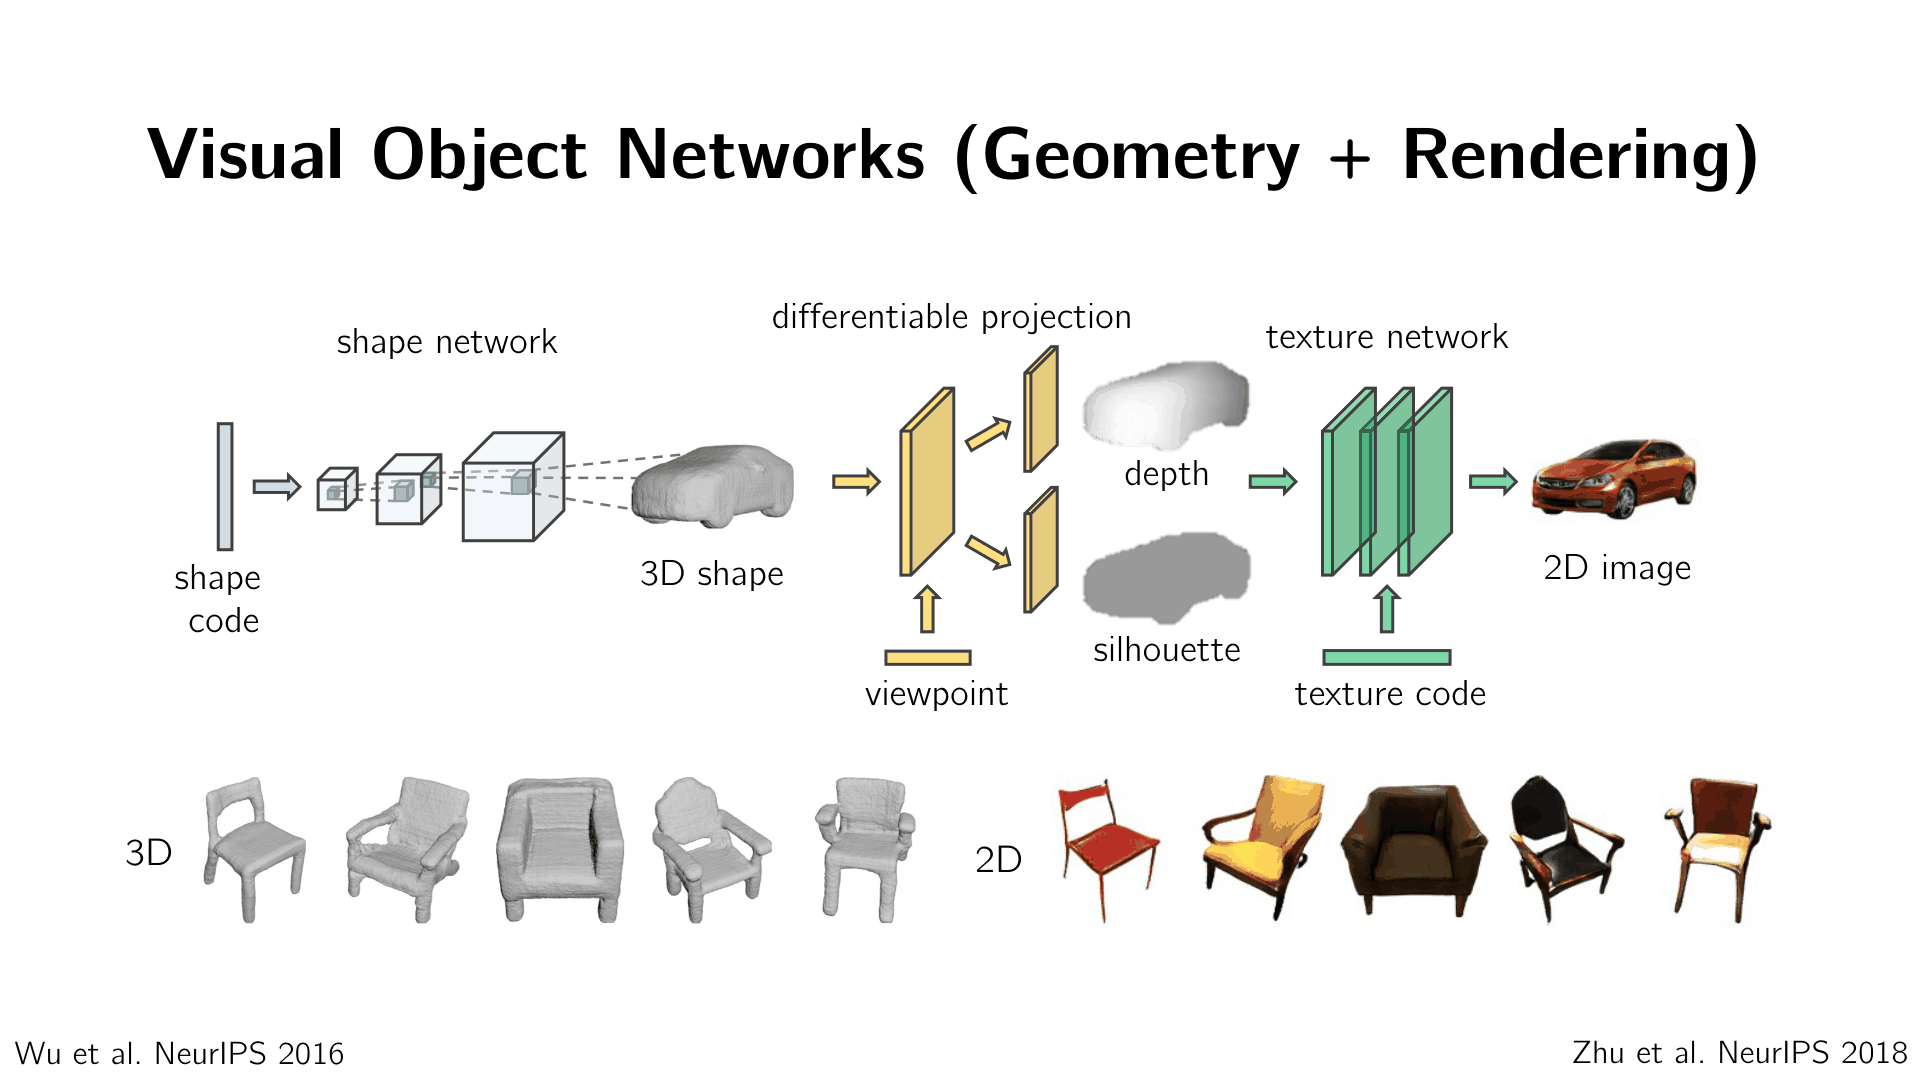 Visual Object Networks (Geometry + Rendering)
shape network
differentiable projection
texture network
shape
code
3D shape
depth
silhouette
viewpoint
texture code
2D image
3D
2D
Wu et al. NeurIPS 2016
Zhu et al. NeurIPS 2018